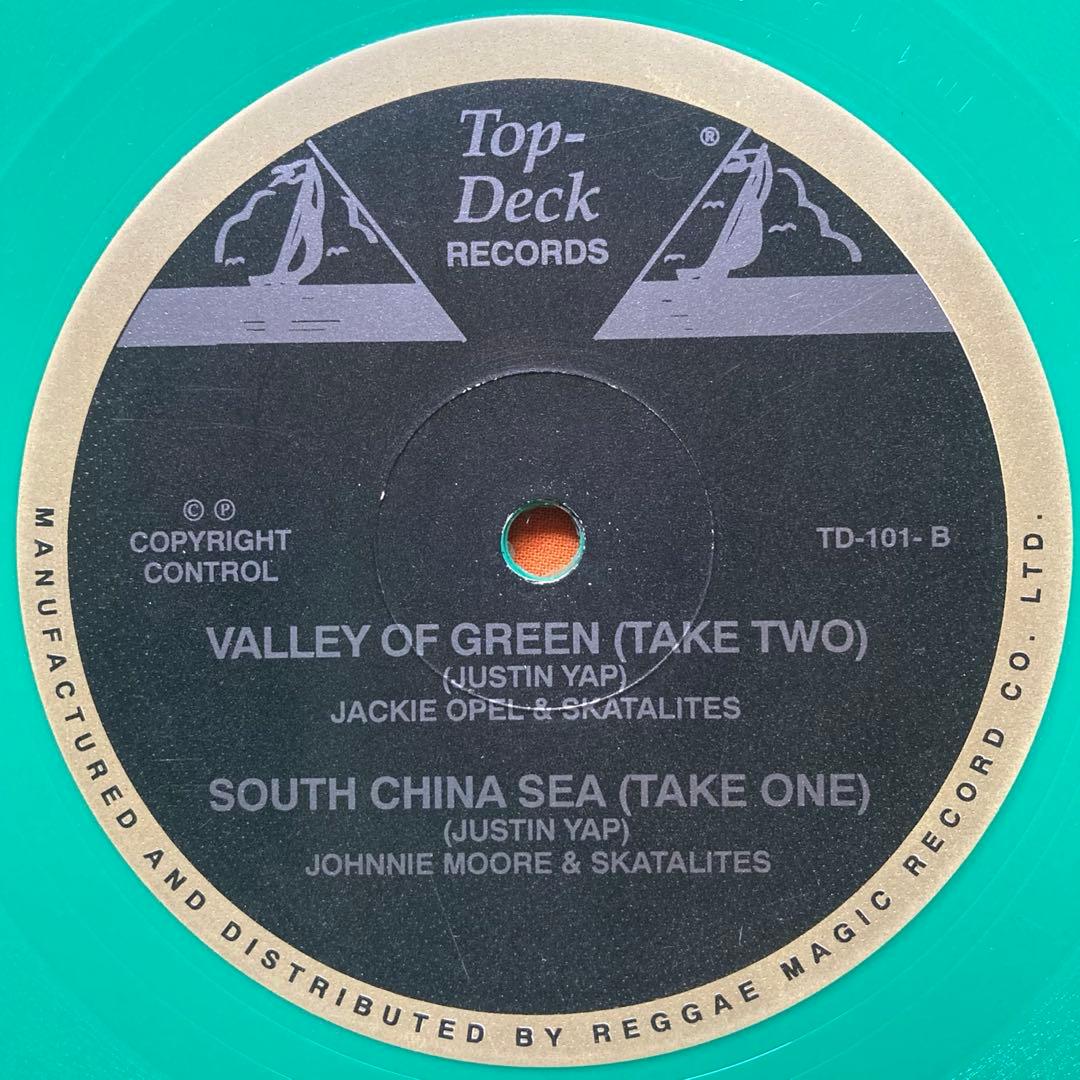 Top-
Deck
RECORDS
®
© ℗
COPYRIGHT
CONTROL
TD-101- B
VALLEY OF GREEN (TAKE TWO)
(JUSTIN YAP)
JACKIE OPEL & SKATALITES
SOUTH CHINA SEA (TAKE ONE)
(JUSTIN YAP)
JOHNNIE MOORE & SKATALITES
MANUFACTURED AND DISTRIBUTED BY REGGAE MAGIC RECORD CO. LTD.